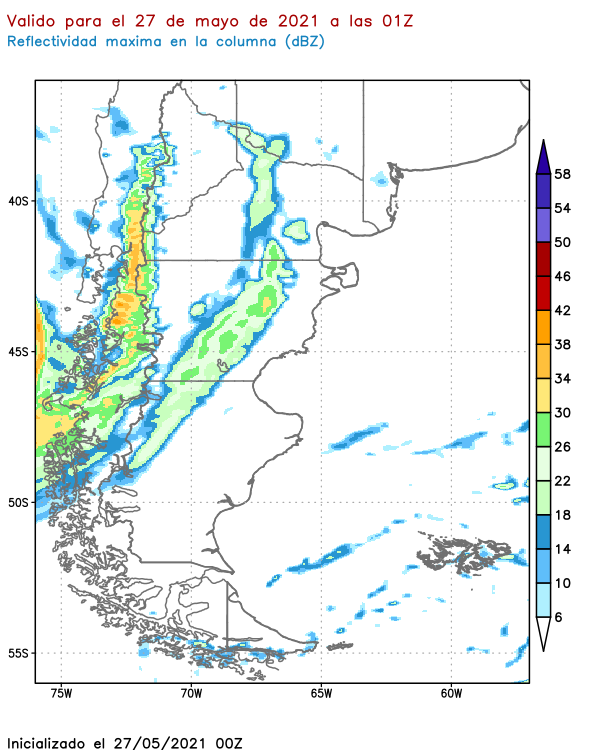 Valido para el 27 de mayo de 2021 a las 01Z
Reflectividad maxima en la columna (dBZ)
58
54
50
46
42
38
34
30
26
22
18
14
10
6
40S
45S
50S
55S
75W 70W 65W 60W
Inicializado el 27/05/2021 00Z